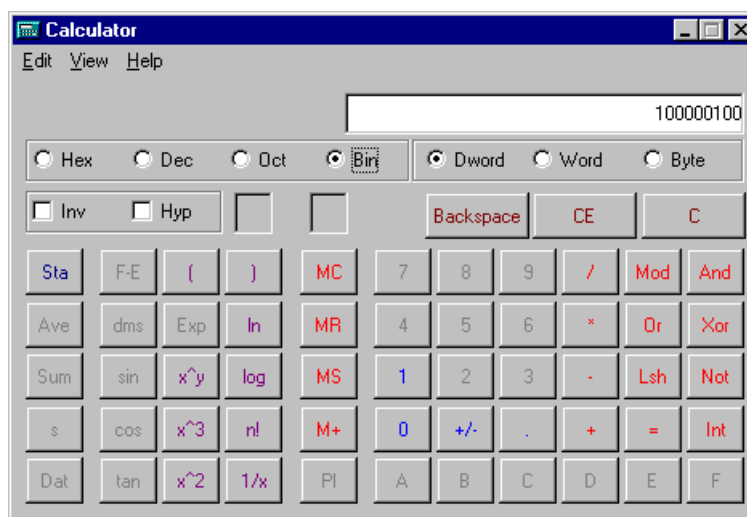 Calculator
Edit View Help
100000100
Hex Dec Oct Bin Dword Word Byte
Inv Hyp Backspace CE C
Sta F-E ( ) MC 7 8 9 / Mod And
Ave dms Exp ln MR 4 5 6 * Or Xor
Sum sin x^y log MS 1 2 3 - Lsh Not
s cos x^3 n! M+ 0 +/- . + = Int
Dat tan x^2 1/x PI A B C D E F